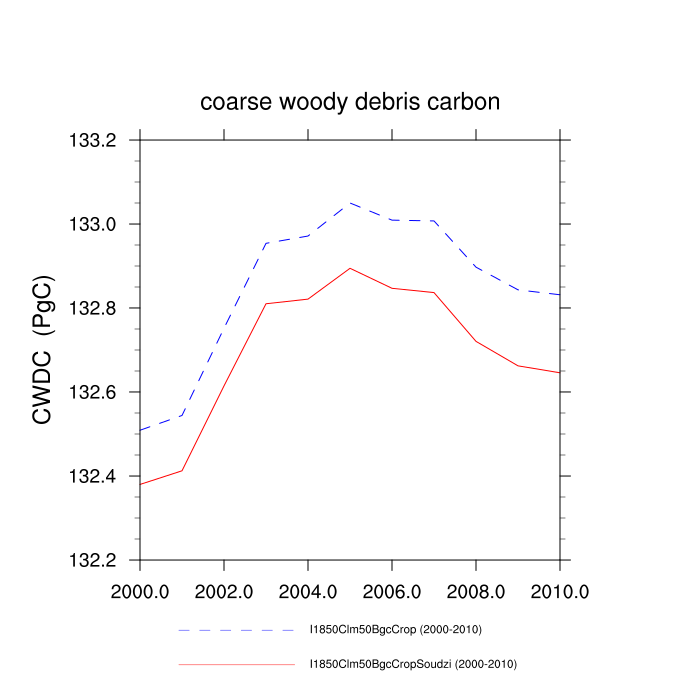 coarse woody debris carbon
133.2
133.0
132.8
132.6
132.4
132.2
CWDC (PgC)
2000.0 2002.0 2004.0 2006.0 2008.0 2010.0
I1850Clm50BgcCrop (2000-2010)
I1850Clm50BgcCropSoudzi (2000-2010)